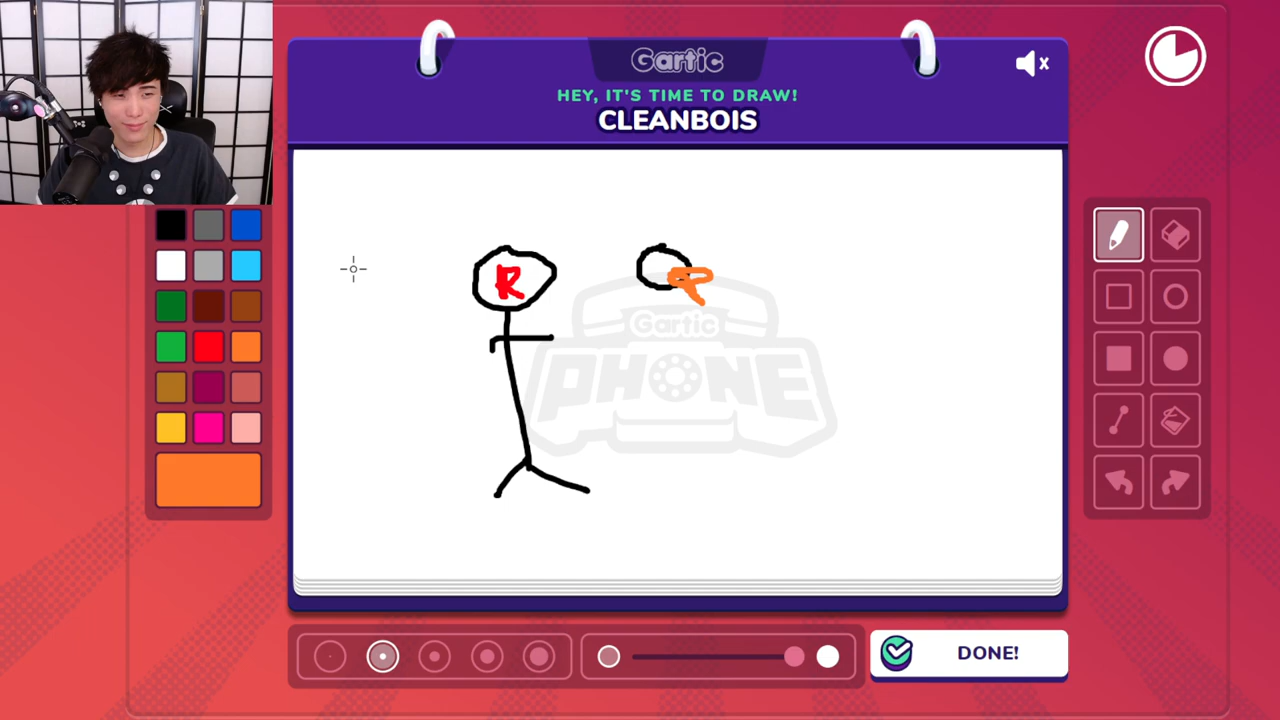 Gartic
HEY, IT'S TIME TO DRAW!
CLEANBOIS
R
R
Gartic
PHONE
DONE!